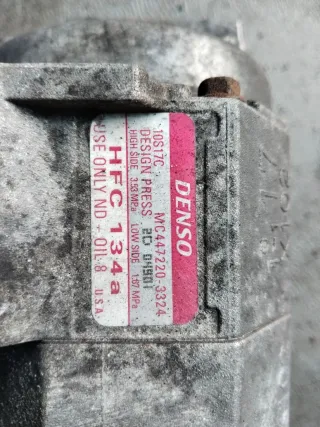 DENSO
10S17C MC447220-3324
DESIGN PRESS
HIGH SIDE 3.53MPa LOW SIDE 1.67MPa
HFC 134a
USE ONLY ND-OIL 8 U.S.A.